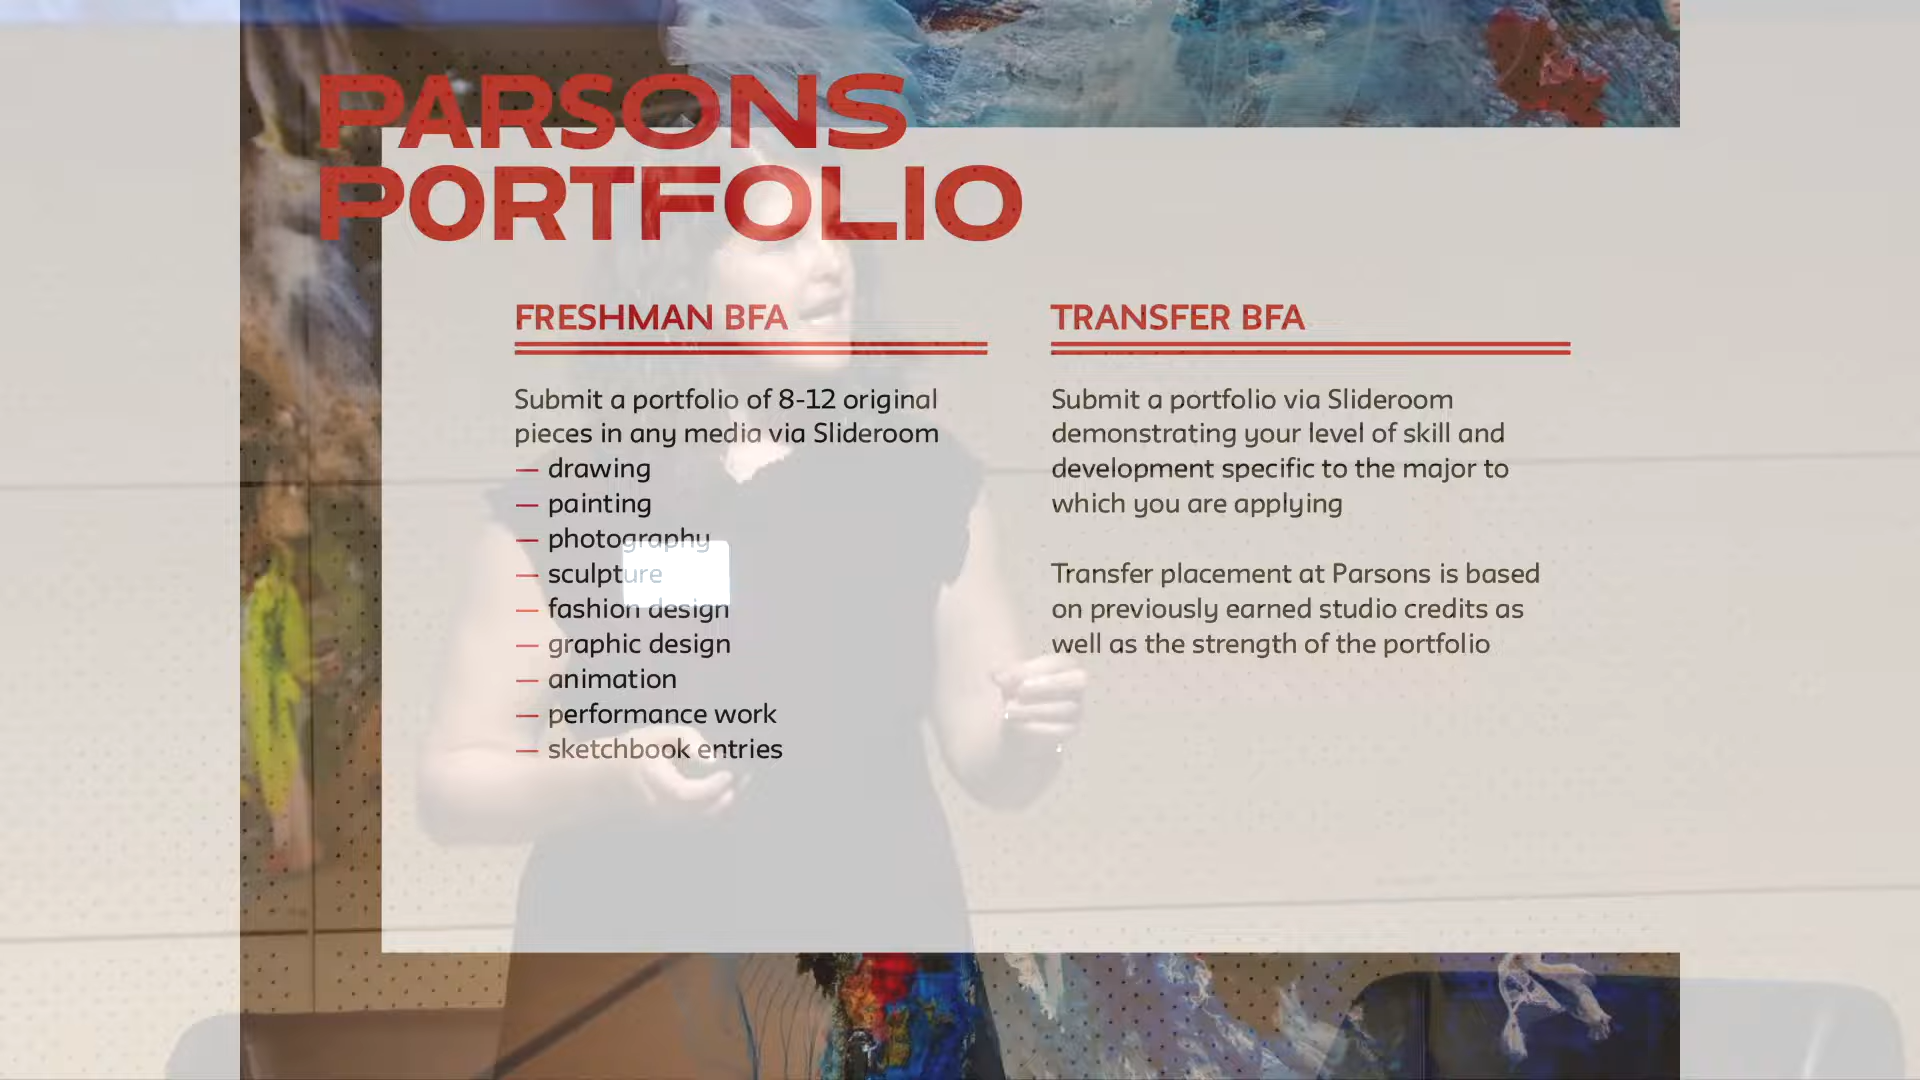 PARSONS
PORTFOLIO
FRESHMAN BFA
Submit a portfolio of 8-12 original
pieces in any media via Slideroom
— drawing
— painting
— photography
— sculpture
— fashion design
— graphic design
— animation
— performance work
— sketchbook entries
TRANSFER BFA
Submit a portfolio via Slideroom
demonstrating your level of skill and
development specific to the major to
which you are applying
Transfer placement at Parsons is based
on previously earned studio credits as
well as the strength of the portfolio